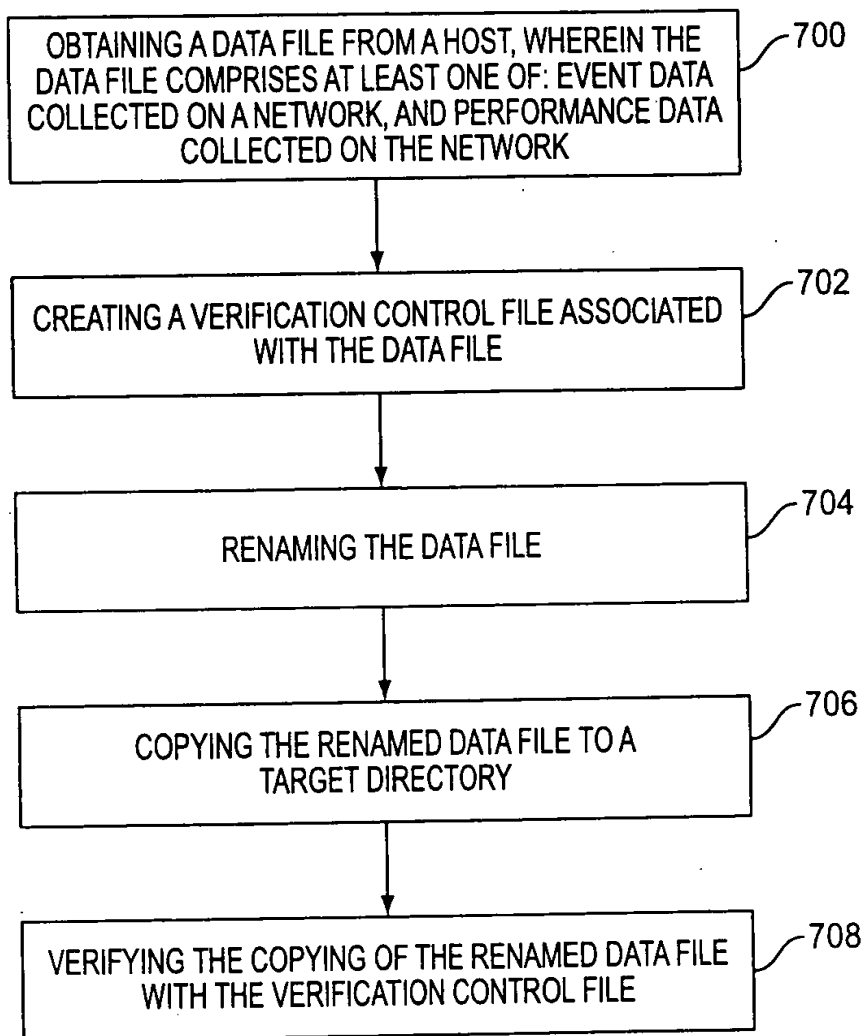 OBTAINING A DATA FILE FROM A HOST, WHEREIN THE
DATA FILE COMPRISES AT LEAST ONE OF: EVENT DATA
COLLECTED ON A NETWORK, AND PERFORMANCE DATA
COLLECTED ON THE NETWORK
700
CREATING A VERIFICATION CONTROL FILE ASSOCIATED
WITH THE DATA FILE
702
RENAMING THE DATA FILE
704
COPYING THE RENAMED DATA FILE TO A
TARGET DIRECTORY
706
VERIFYING THE COPYING OF THE RENAMED DATA FILE
WITH THE VERIFICATION CONTROL FILE
708